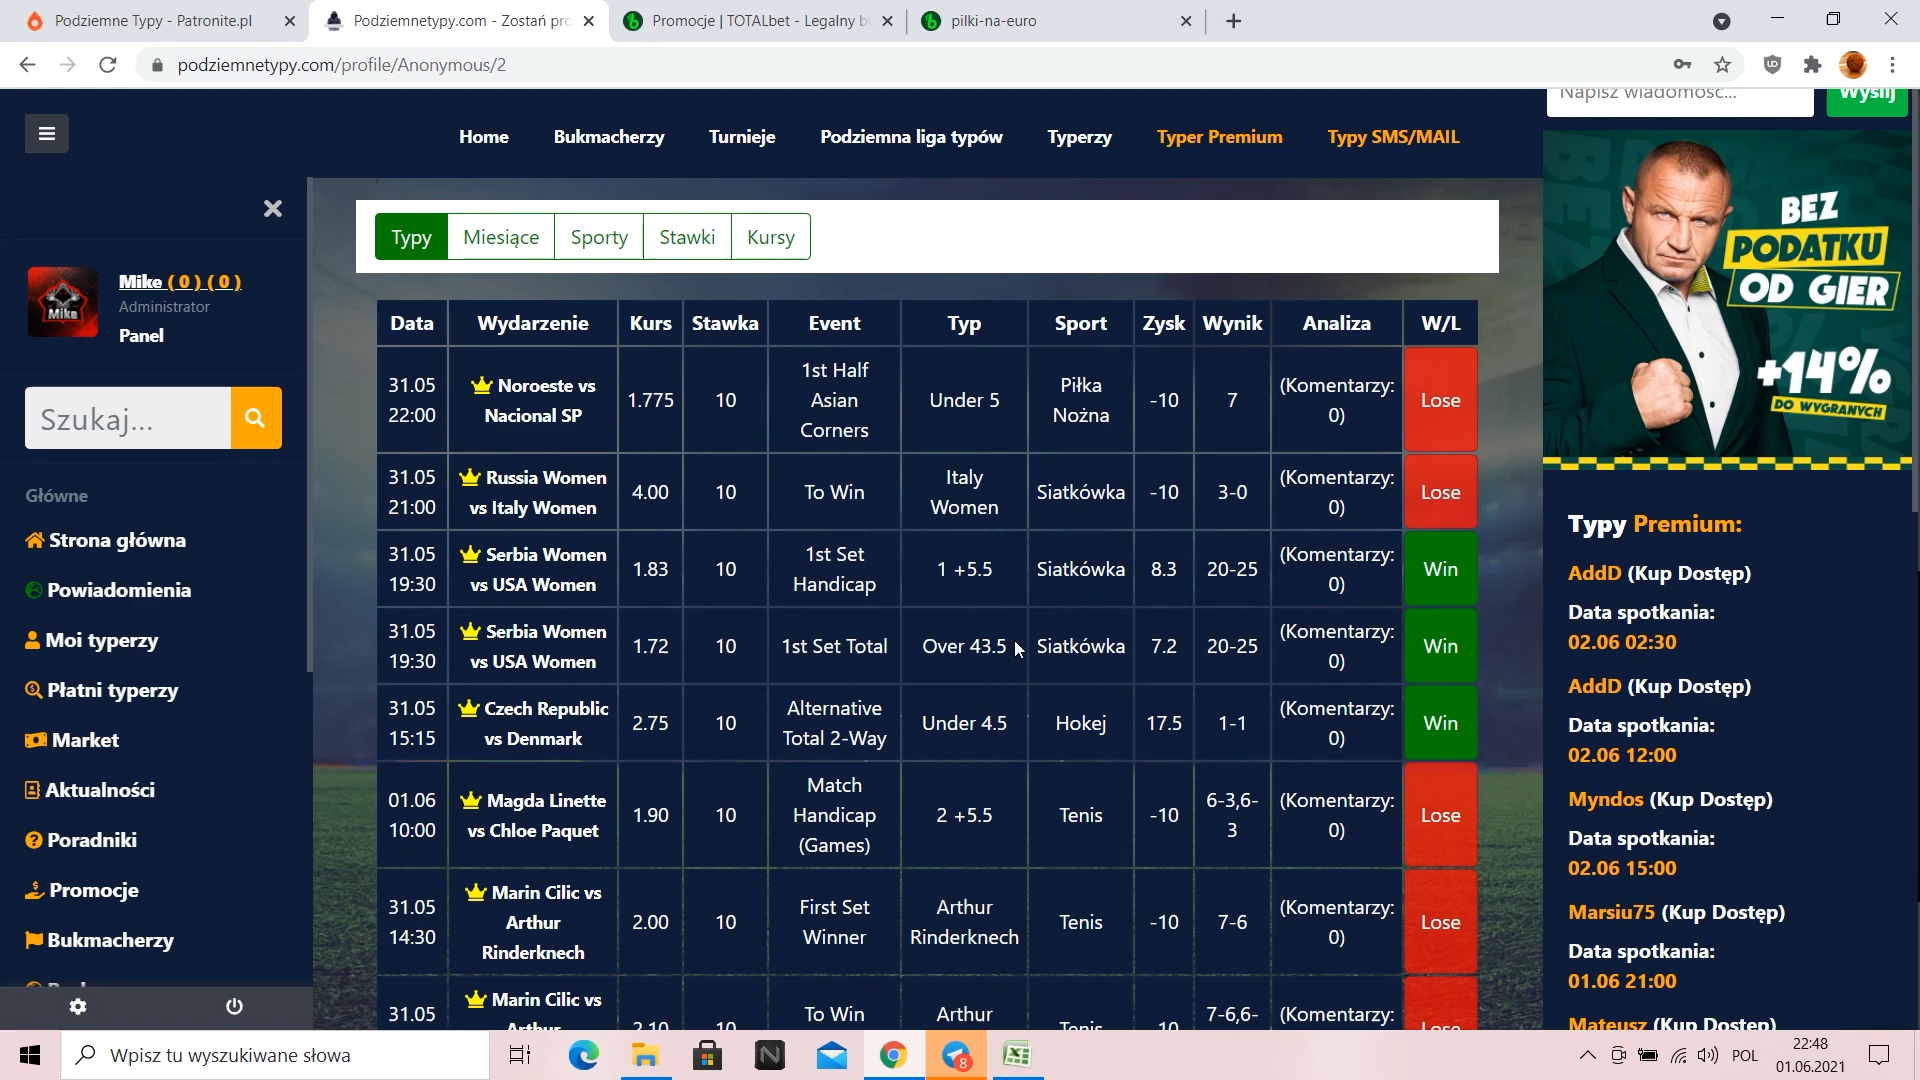 Podziemne Typy - Patronite.pl
Podziemnetypy.com - Zostań pro
Promocje | TOTALbet - Legalny b
pilki-na-euro
podziemnetypy.com/profile/Anonymous/2
Napisz wiadomość...
Wyślij
Home
Bukmacherzy
Turnieje
Podziemna liga typów
Typerzy
Typer Premium
Typy SMS/MAIL
Mike ( 0 ) ( 0 )
Administrator
Panel
Mike
Szukaj...
Główne
Strona główna
Powiadomienia
Moi typerzy
Płatni typerzy
Market
Aktualności
Poradniki
Promocje
Bukmacherzy
Typy
Miesiące
Sporty
Stawki
Kursy
Data Wydarzenie Kurs Stawka Event Typ Sport Zysk Wynik Analiza W/L
31.05 22:00 Noroeste vs Nacional SP 1.775 10 1st Half Asian Corners Under 5 Piłka Nożna -10 7 (Komentarzy: 0) Lose
31.05 21:00 Russia Women vs Italy Women 4.00 10 To Win Italy Women Siatkówka -10 3-0 (Komentarzy: 0) Lose
31.05 19:30 Serbia Women vs USA Women 1.83 10 1st Set Handicap 1 +5.5 Siatkówka 8.3 20-25 (Komentarzy: 0) Win
31.05 19:30 Serbia Women vs USA Women 1.72 10 1st Set Total Over 43.5 Siatkówka 7.2 20-25 (Komentarzy: 0) Win
31.05 15:15 Czech Republic vs Denmark 2.75 10 Alternative Total 2-Way Under 4.5 Hokej 17.5 1-1 (Komentarzy: 0) Win
01.06 10:00 Magda Linette vs Chloe Paquet 1.90 10 Match Handicap (Games) 2 +5.5 Tenis -10 6-3,6-3 (Komentarzy: 0) Lose
31.05 14:30 Marin Cilic vs Arthur Rinderknech 2.00 10 First Set Winner Arthur Rinderknech Tenis -10 7-6 (Komentarzy: 0) Lose
31.05 Marin Cilic vs Arthur 2.10 10 To Win Arthur Tenis -10 7-6,6- (Komentarzy: Lose
BEZ
PODATKU
OD GIER
+14%
DO WYGRANYCH
Typy Premium:
AddD (Kup Dostęp)
Data spotkania:
02.06 02:30
AddD (Kup Dostęp)
Data spotkania:
02.06 12:00
Myndos (Kup Dostęp)
Data spotkania:
02.06 15:00
Marsiu75 (Kup Dostęp)
Data spotkania:
01.06 21:00
Mateusz (Kup Dostęp)
Wpisz tu wyszukiwane słowa
8
POL
22:48
01.06.2021